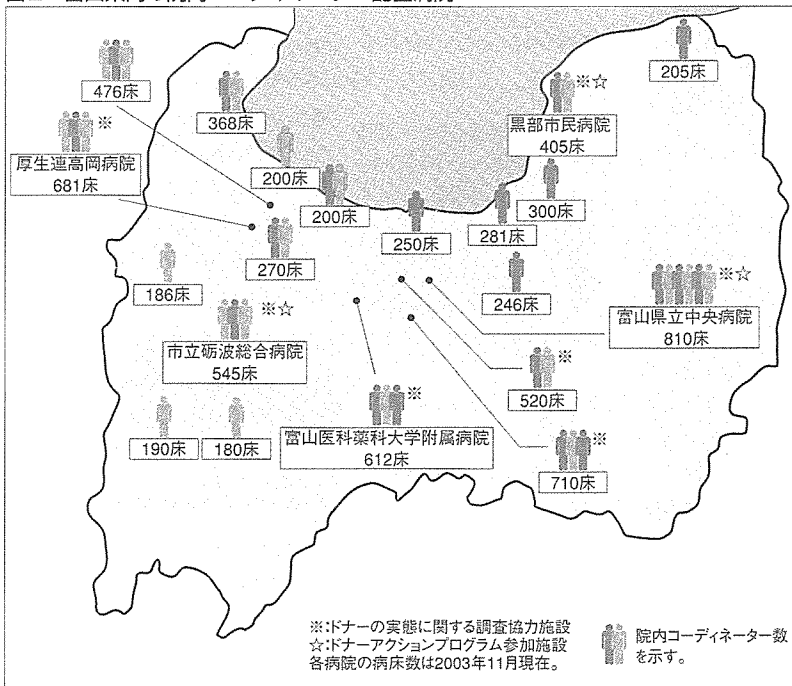 476床
※
厚生連高岡病院
681床
368床
200床
200床
250床
281床
300床
205床
※☆
黒部市民病院
405床
270床
186床
246床
※☆
富山県立中央病院
810床
※☆
市立砺波総合病院
545床
※
520床
190床
180床
※
富山医科薬科大学附属病院
612床
※
710床
※:ドナーの実態に関する調査協力施設
☆:ドナーアクションプログラム参加施設
各病院の病床数は2003年11月現在。
院内コーディネーター数
を示す。